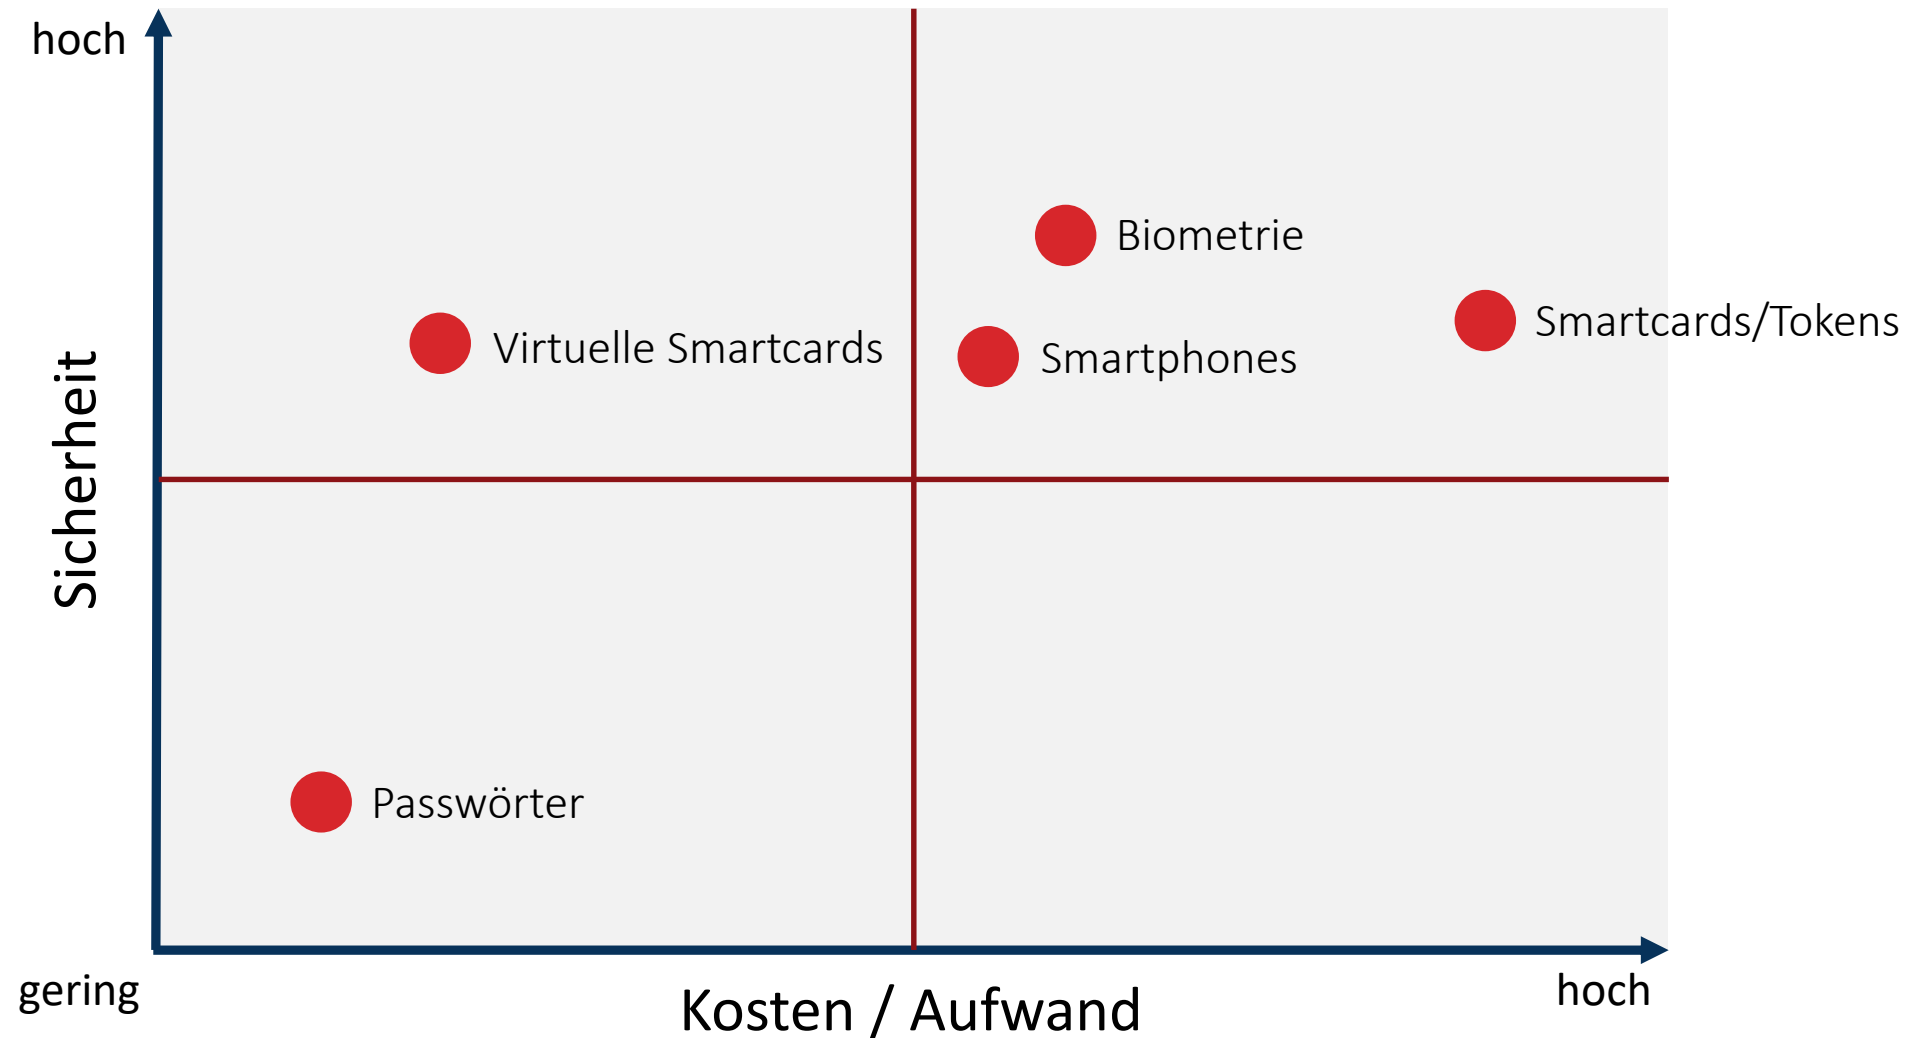 hoch
Biometrie
Smartcards/Tokens
Virtuelle Smartcards
Smartphones
Sicherheit
Passwörter
gering
hoch
Kosten / Aufwand